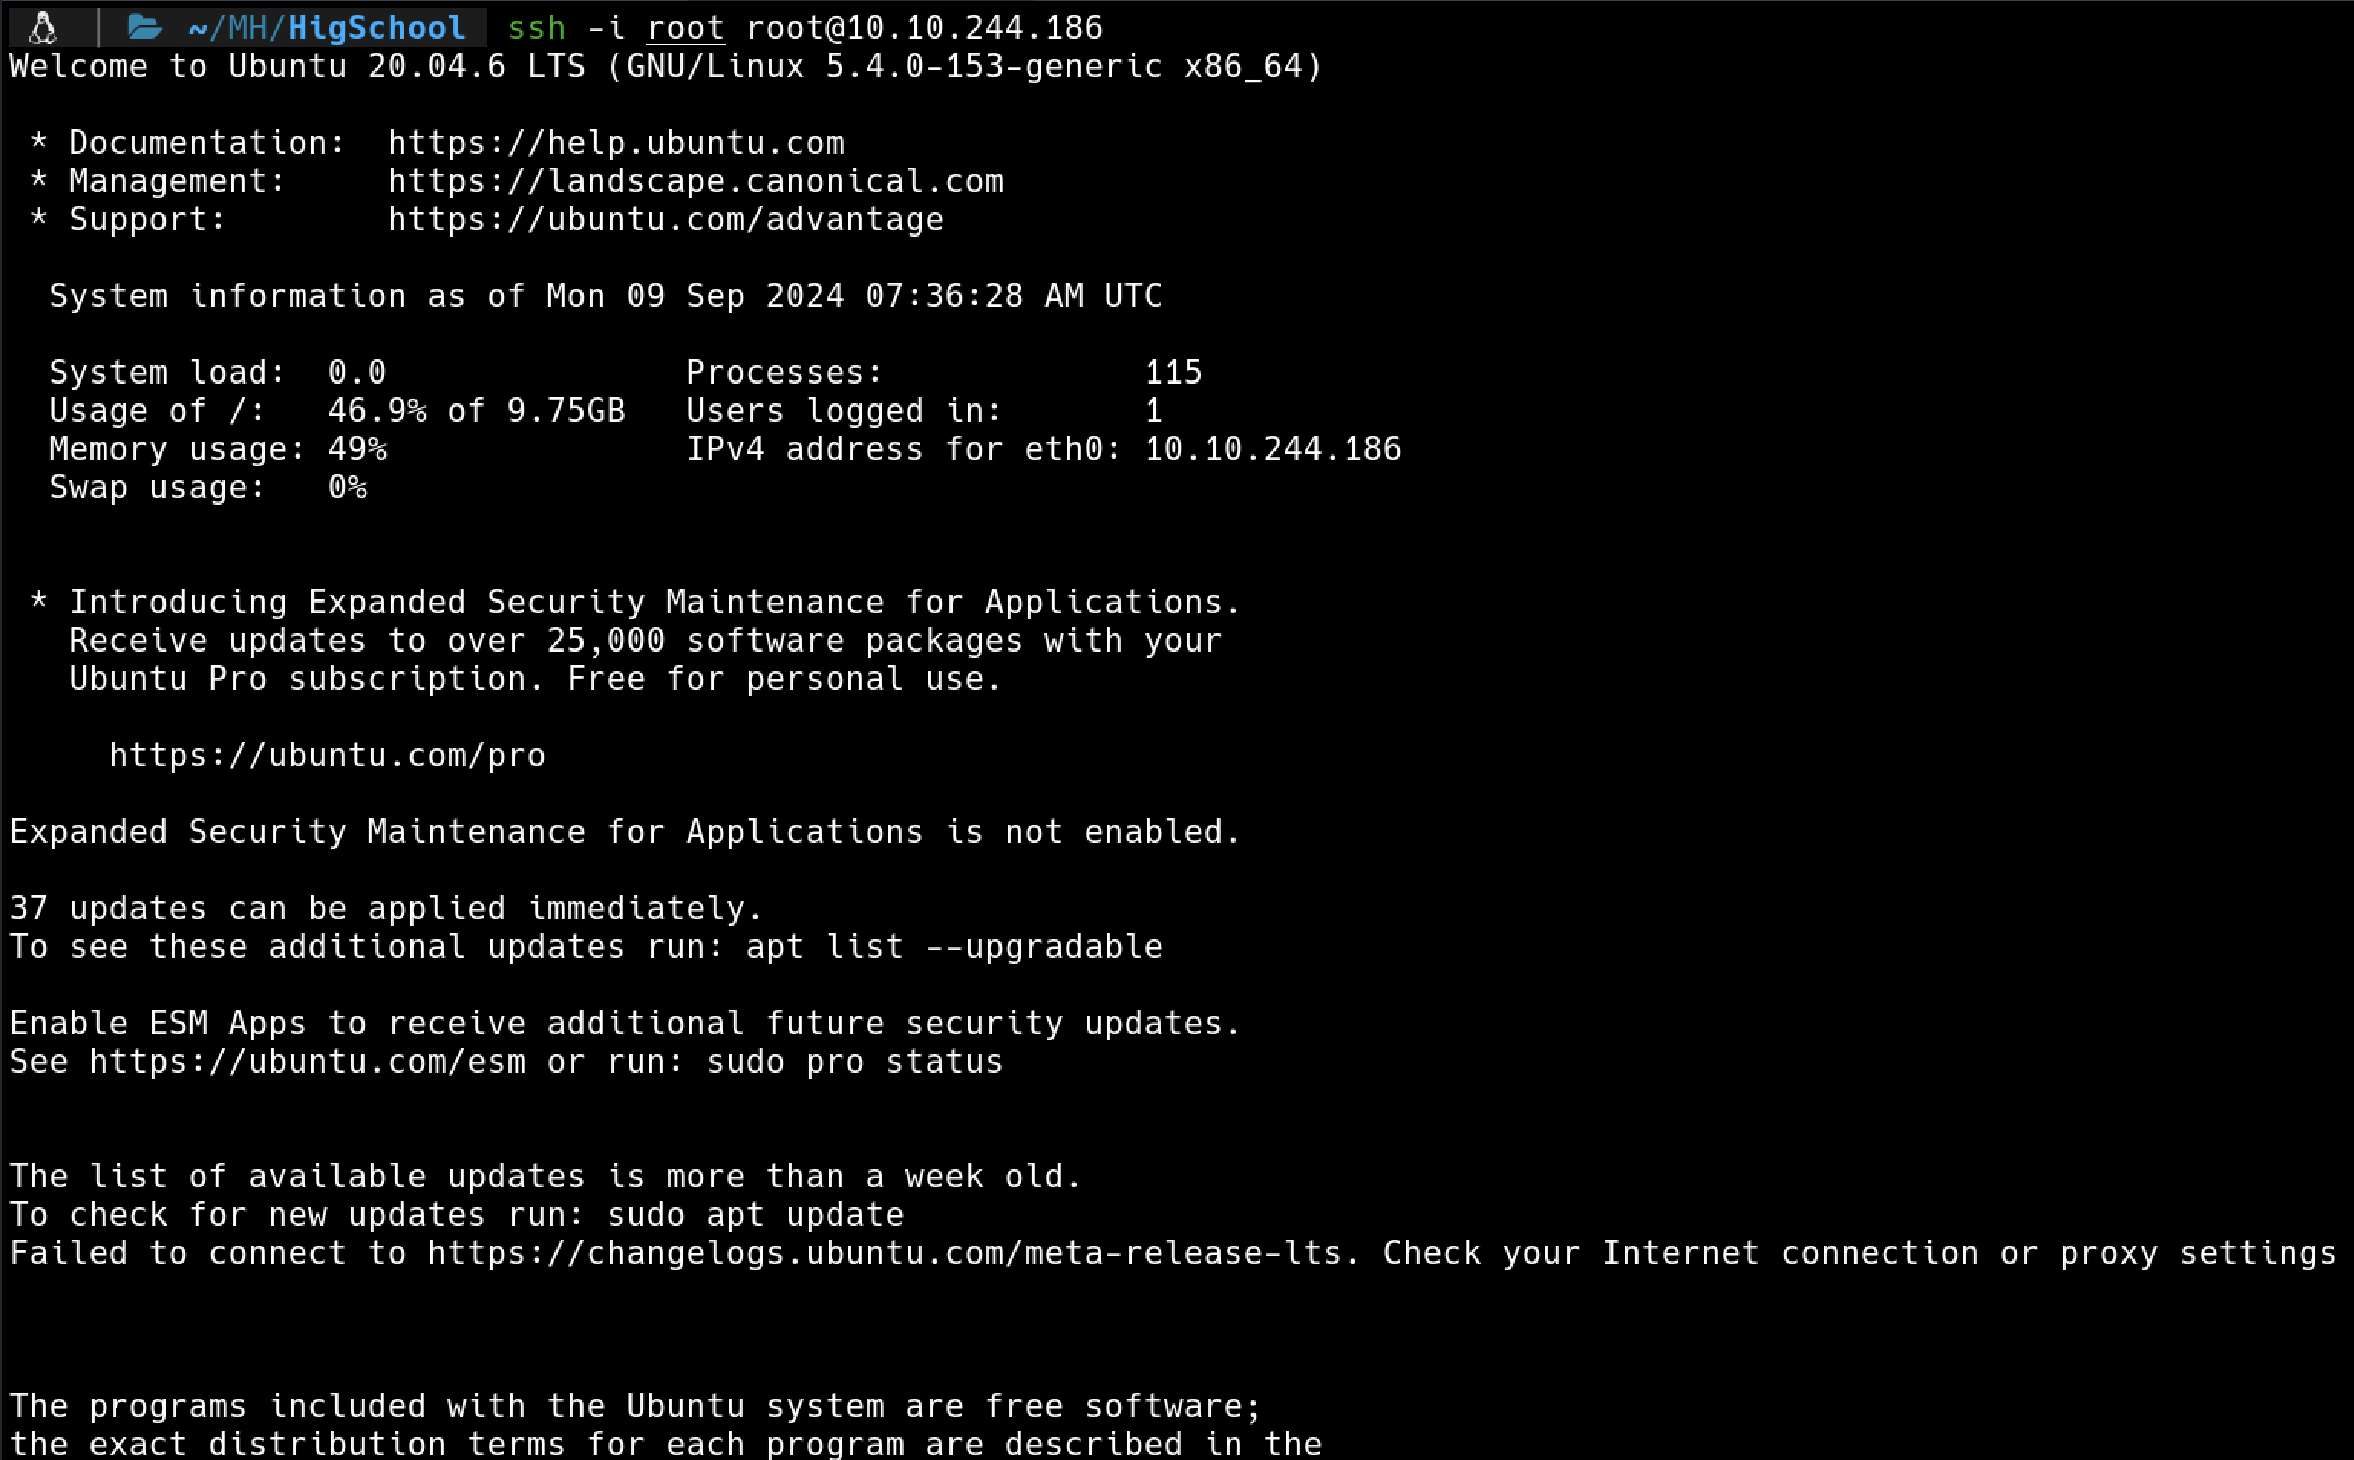 ~/MH/HigSchool ssh -i root root@10.10.244.186
Welcome to Ubuntu 20.04.6 LTS (GNU/Linux 5.4.0-153-generic x86_64)
* Documentation: https://help.ubuntu.com
* Management: https://landscape.canonical.com
* Support: https://ubuntu.com/advantage
System information as of Mon 09 Sep 2024 07:36:28 AM UTC
System load: 0.0 Processes: 115
Usage of /: 46.9% of 9.75GB Users logged in: 1
Memory usage: 49% IPv4 address for eth0: 10.10.244.186
Swap usage: 0%
* Introducing Expanded Security Maintenance for Applications.
Receive updates to over 25,000 software packages with your
Ubuntu Pro subscription. Free for personal use.
https://ubuntu.com/pro
Expanded Security Maintenance for Applications is not enabled.
37 updates can be applied immediately.
To see these additional updates run: apt list --upgradable
Enable ESM Apps to receive additional future security updates.
See https://ubuntu.com/esm or run: sudo pro status
The list of available updates is more than a week old.
To check for new updates run: sudo apt update
Failed to connect to https://changelogs.ubuntu.com/meta-release-lts. Check your Internet connection or proxy settings
The programs included with the Ubuntu system are free software;
the exact distribution terms for each program are described in the